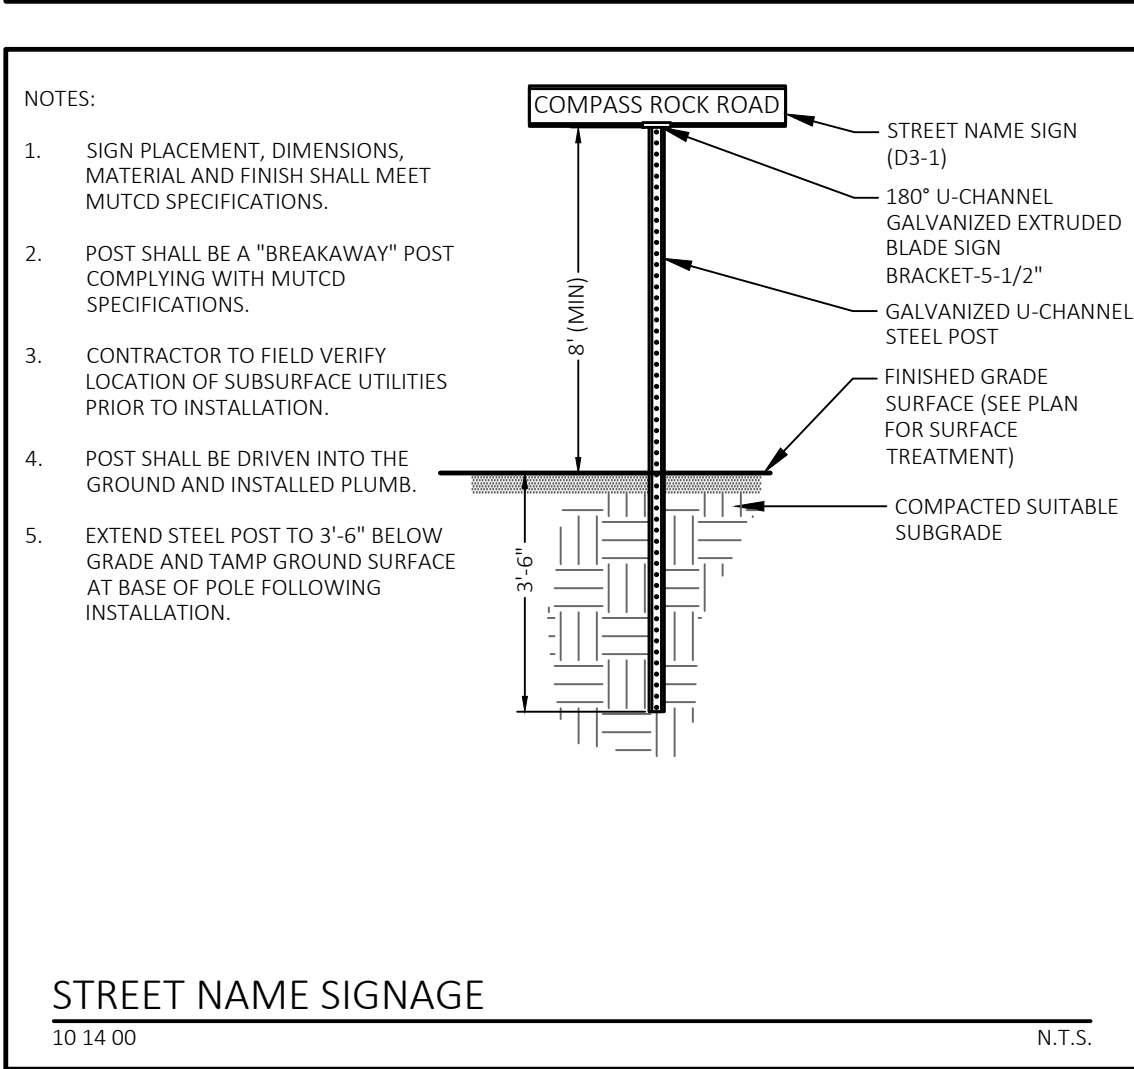 NOTES:
1. SIGN PLACEMENT, DIMENSIONS,
MATERIAL AND FINISH SHALL MEET
MUTCD SPECIFICATIONS.
2. POST SHALL BE A "BREAKAWAY" POST
COMPLYING WITH MUTCD
SPECIFICATIONS.
3. CONTRACTOR TO FIELD VERIFY
LOCATION OF SUBSURFACE UTILITIES
PRIOR TO INSTALLATION.
4. POST SHALL BE DRIVEN INTO THE
GROUND AND INSTALLED PLUMB.
5. EXTEND STEEL POST TO 3'-6" BELOW
GRADE AND TAMP GROUND SURFACE
AT BASE OF POLE FOLLOWING
INSTALLATION.
COMPASS ROCK ROAD
8' (MIN)
3'-6"
STREET NAME SIGN
(D3-1)
180° U-CHANNEL
GALVANIZED EXTRUDED
BLADE SIGN
BRACKET-5-1/2"
GALVANIZED U-CHANNEL
STEEL POST
FINISHED GRADE
SURFACE (SEE PLAN
FOR SURFACE
TREATMENT)
COMPACTED SUITABLE
SUBGRADE
STREET NAME SIGNAGE
10 14 00
N.T.S.